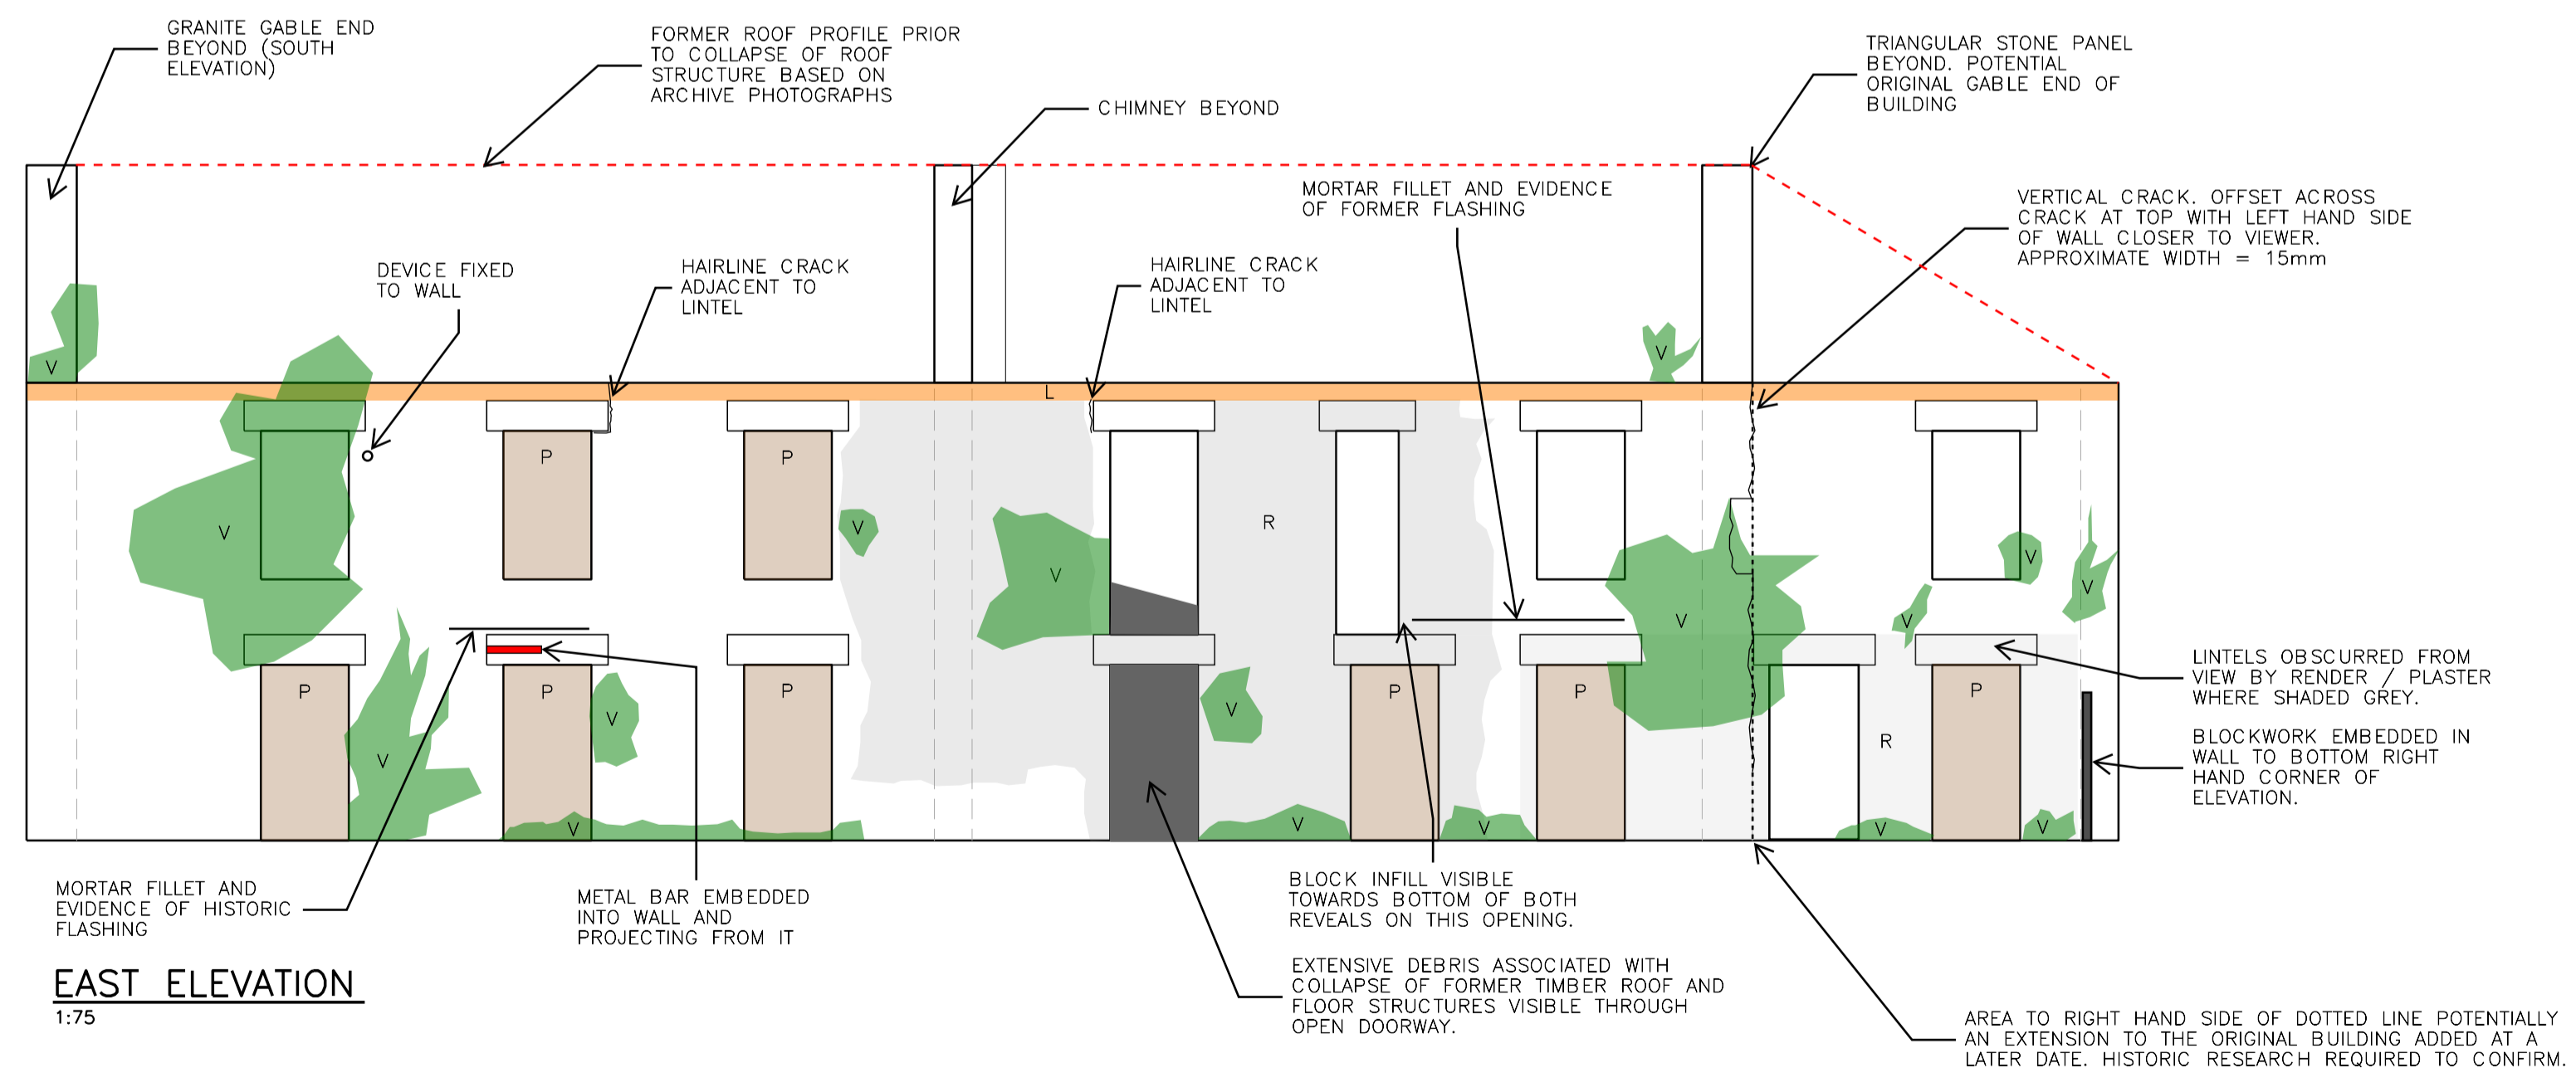 GRANITE GABLE END
BEYOND (SOUTH
ELEVATION)
FORMER ROOF PROFILE PRIOR
TO COLLAPSE OF ROOF
STRUCTURE BASED ON
ARCHIVE PHOTOGRAPHS
CHIMNEY BEYOND
TRIANGULAR STONE PANEL
BEYOND. POTENTIAL
ORIGINAL GABLE END OF
BUILDING
MORTAR FILLET AND EVIDENCE
OF FORMER FLASHING
VERTICAL CRACK. OFFSET ACROSS
CRACK AT TOP WITH LEFT HAND SIDE
OF WALL CLOSER TO VIEWER.
APPROXIMATE WIDTH = 15mm
DEVICE FIXED
TO WALL
HAIRLINE CRACK
ADJACENT TO
LINTEL
HAIRLINE CRACK
ADJACENT TO
LINTEL
V
V
L
P
P
V
V
R
V
V
V
V
V
P
P
P
V
V
V
P
P
P
R
V
V
V
V
V
LINTELS OBSCURRED FROM
VIEW BY RENDER / PLASTER
WHERE SHADED GREY.
BLOCKWORK EMBEDDED IN
WALL TO BOTTOM RIGHT
HAND CORNER OF
ELEVATION.
MORTAR FILLET AND
EVIDENCE OF HISTORIC
FLASHING
METAL BAR EMBEDDED
INTO WALL AND
PROJECTING FROM IT
BLOCK INFILL VISIBLE
TOWARDS BOTTOM OF BOTH
REVEALS ON THIS OPENING.
EXTENSIVE DEBRIS ASSOCIATED WITH
COLLAPSE OF FORMER TIMBER ROOF AND
FLOOR STRUCTURES VISIBLE THROUGH
OPEN DOORWAY.
AREA TO RIGHT HAND SIDE OF DOTTED LINE POTENTIALLY
AN EXTENSION TO THE ORIGINAL BUILDING ADDED AT A
LATER DATE. HISTORIC RESEARCH REQUIRED TO CONFIRM.
EAST ELEVATION
1:75